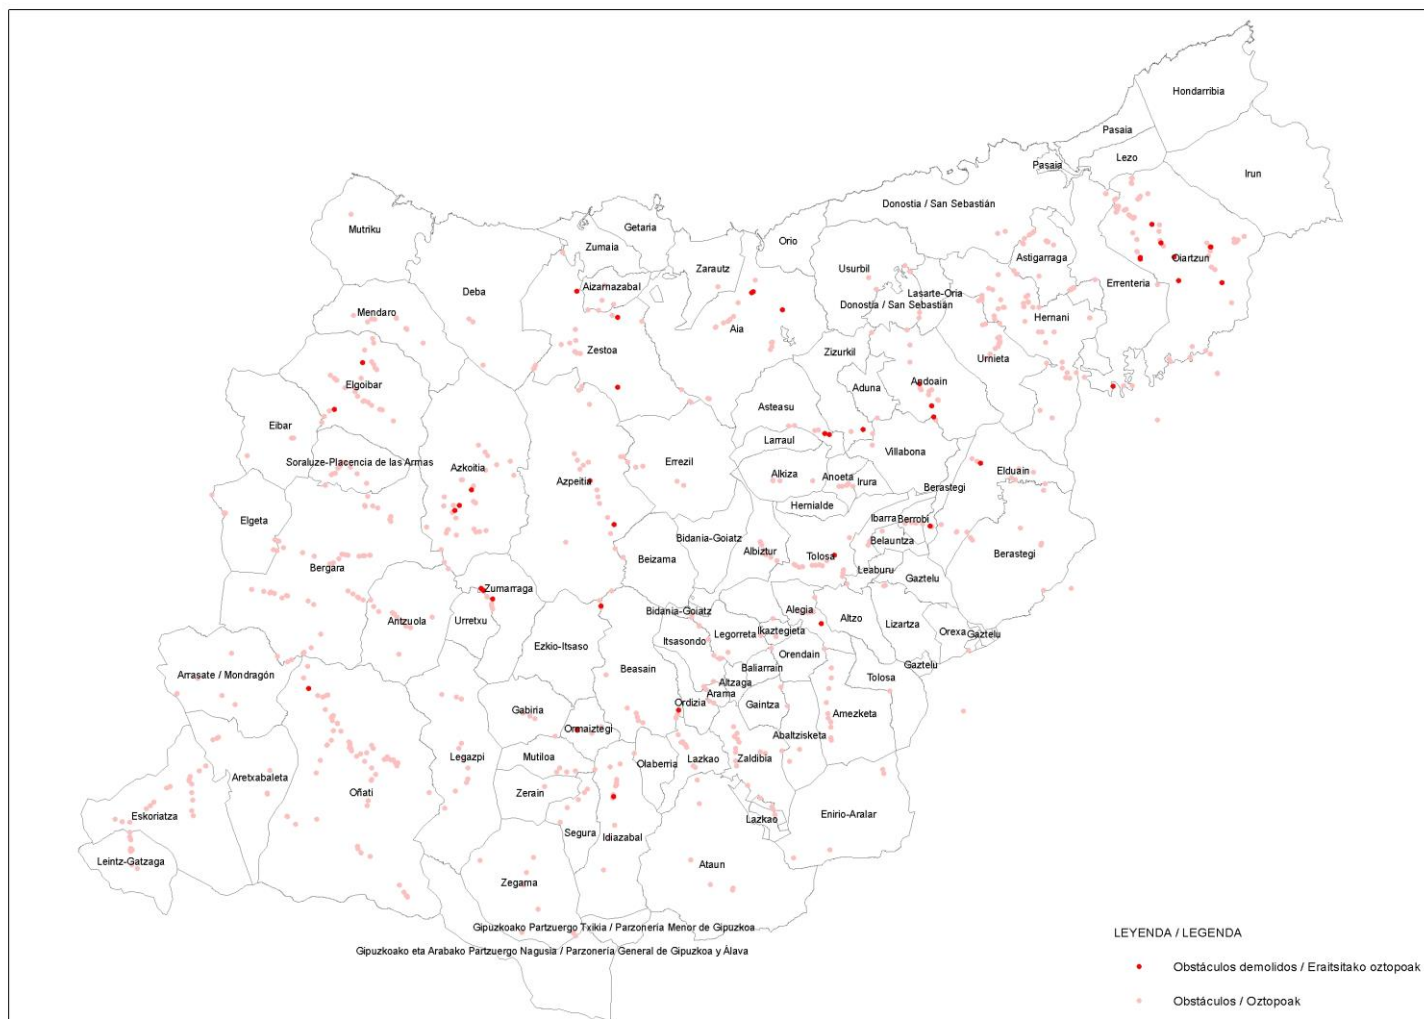 Hondarribia
Pasaia
Lezo
Irun
Pasaia
Donostia / San Sebastián
Mutriku
Getaria
Zumaia
Orio
Zarautz
Usurbil
Astigarraga
Oiartzun
Deba
Aizarnazabal
Lasarte-Oria
Errenteria
Donostia / San Sebastián
Mendaro
Hernani
Aia
Zestoa
Zizurkil
Urnieta
Elgoibar
Aduna
Andoain
Asteasu
Eibar
Larraul
Villabona
Soraluze-Placencia de las Armas
Azkoitia
Errezil
Elduain
Alkiza
Anoeta
Irura
Azpeitia
Berastegi
Hernialde
Elgeta
Ibarra
Berrobi
Bidania-Goiatz
Belauntza
Albiztur
Tolosa
Berastegi
Beizama
Bergara
Leaburu
Gaztelu
Zumarraga
Bidania-Goiatz
Alegia
Altzo
Antzuola
Urretxu
Lizartza
Orexa
Gaztelu
Ikaztegieta
Legorreta
Itsasondo
Ezkio-Itsaso
Orendain
Gaztelu
Beasain
Baliarrain
Arrasate / Mondragón
Tolosa
Altzaga
Arama
Ordizia
Gaintza
Gabiria
Amezketa
Ormaiztegi
Abaltzisketa
Legazpi
Mutiloa
Zaldibia
Olaberria
Lazkao
Aretxabaleta
Oñati
Zerain
Eskoriatza
Enirio-Aralar
Lazkao
Segura
Idiazabal
Leintz-Gatzaga
Ataun
Zegama
Gipuzkoako Partzuergo Txikia / Parzonería Menor de Gipuzkoa
Gipuzkoako eta Arabako Partzuergo Nagusia / Parzonería General de Gipuzkoa y Álava
LEYENDA / LEGENDA
Obstáculos demolidos / Eraitsitako oztopoak
Obstáculos / Oztopoak